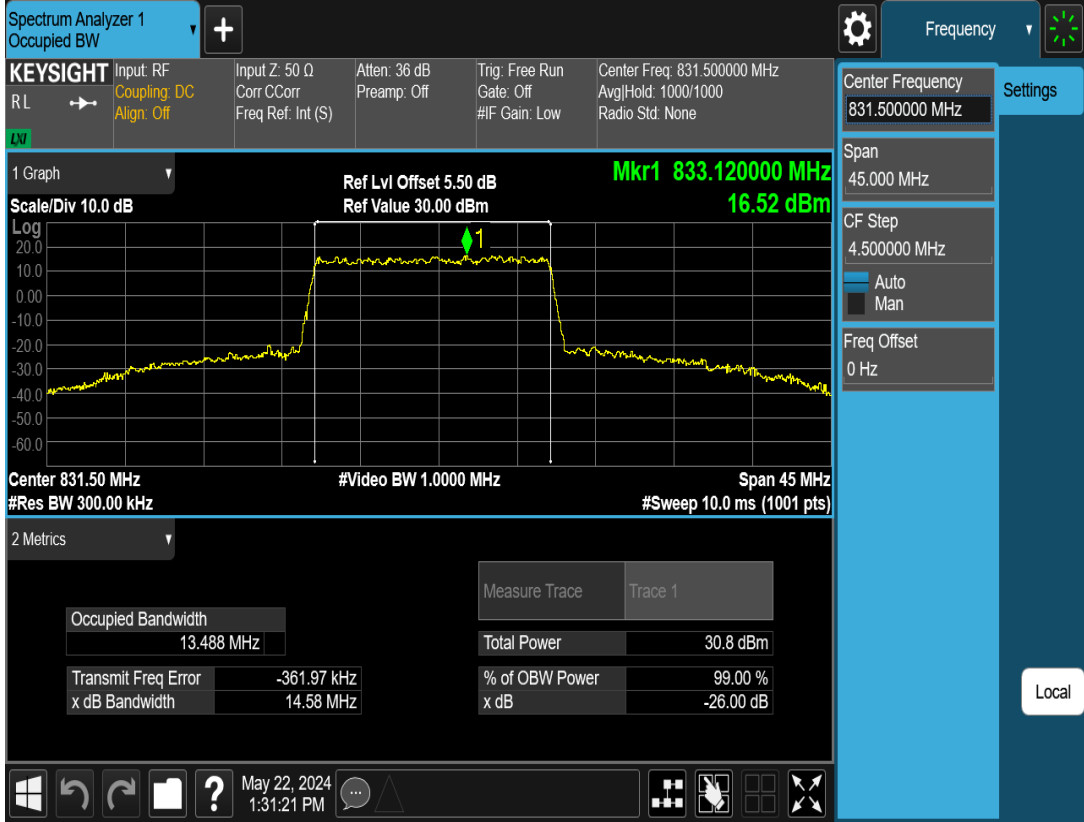 Spectrum Analyzer 1
Occupied BW
+
Frequency
KEYSIGHT
RL
LXI
Input: RF
Coupling: DC
Align: Off
Input Z: 50 Ω
Corr CCorr
Freq Ref: Int (S)
Atten: 36 dB
Preamp: Off
Trig: Free Run
Gate: Off
#IF Gain: Low
Center Freq: 831.500000 MHz
Avg|Hold: 1000/1000
Radio Std: None
Center Frequency
831.500000 MHz
Settings
Span
45.000 MHz
CF Step
4.500000 MHz
Auto
Man
Freq Offset
0 Hz
Local
1 Graph
Scale/Div 10.0 dB
Ref Lvl Offset 5.50 dB
Ref Value 30.00 dBm
Mkr1 833.120000 MHz
16.52 dBm
Log
1
20.0
10.0
0.00
-10.0
-20.0
-30.0
-40.0
-50.0
-60.0
Center 831.50 MHz
#Video BW 1.0000 MHz
Span 45 MHz
#Res BW 300.00 kHz
#Sweep 10.0 ms (1001 pts)
2 Metrics
Measure Trace
Trace 1
Occupied Bandwidth
13.488 MHz
Total Power
30.8 dBm
Transmit Freq Error
-361.97 kHz
% of OBW Power
99.00 %
x dB Bandwidth
14.58 MHz
x dB
-26.00 dB
?
May 22, 2024
1:31:21 PM